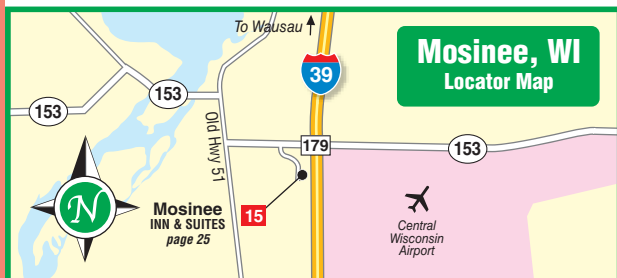 To Wausau
39
Mosinee, WI
Locator Map
153
153
Old Hwy 51
179
153
N
Mosinee
INN & SUITES
page 25
15
Central
Wisconsin
Airport